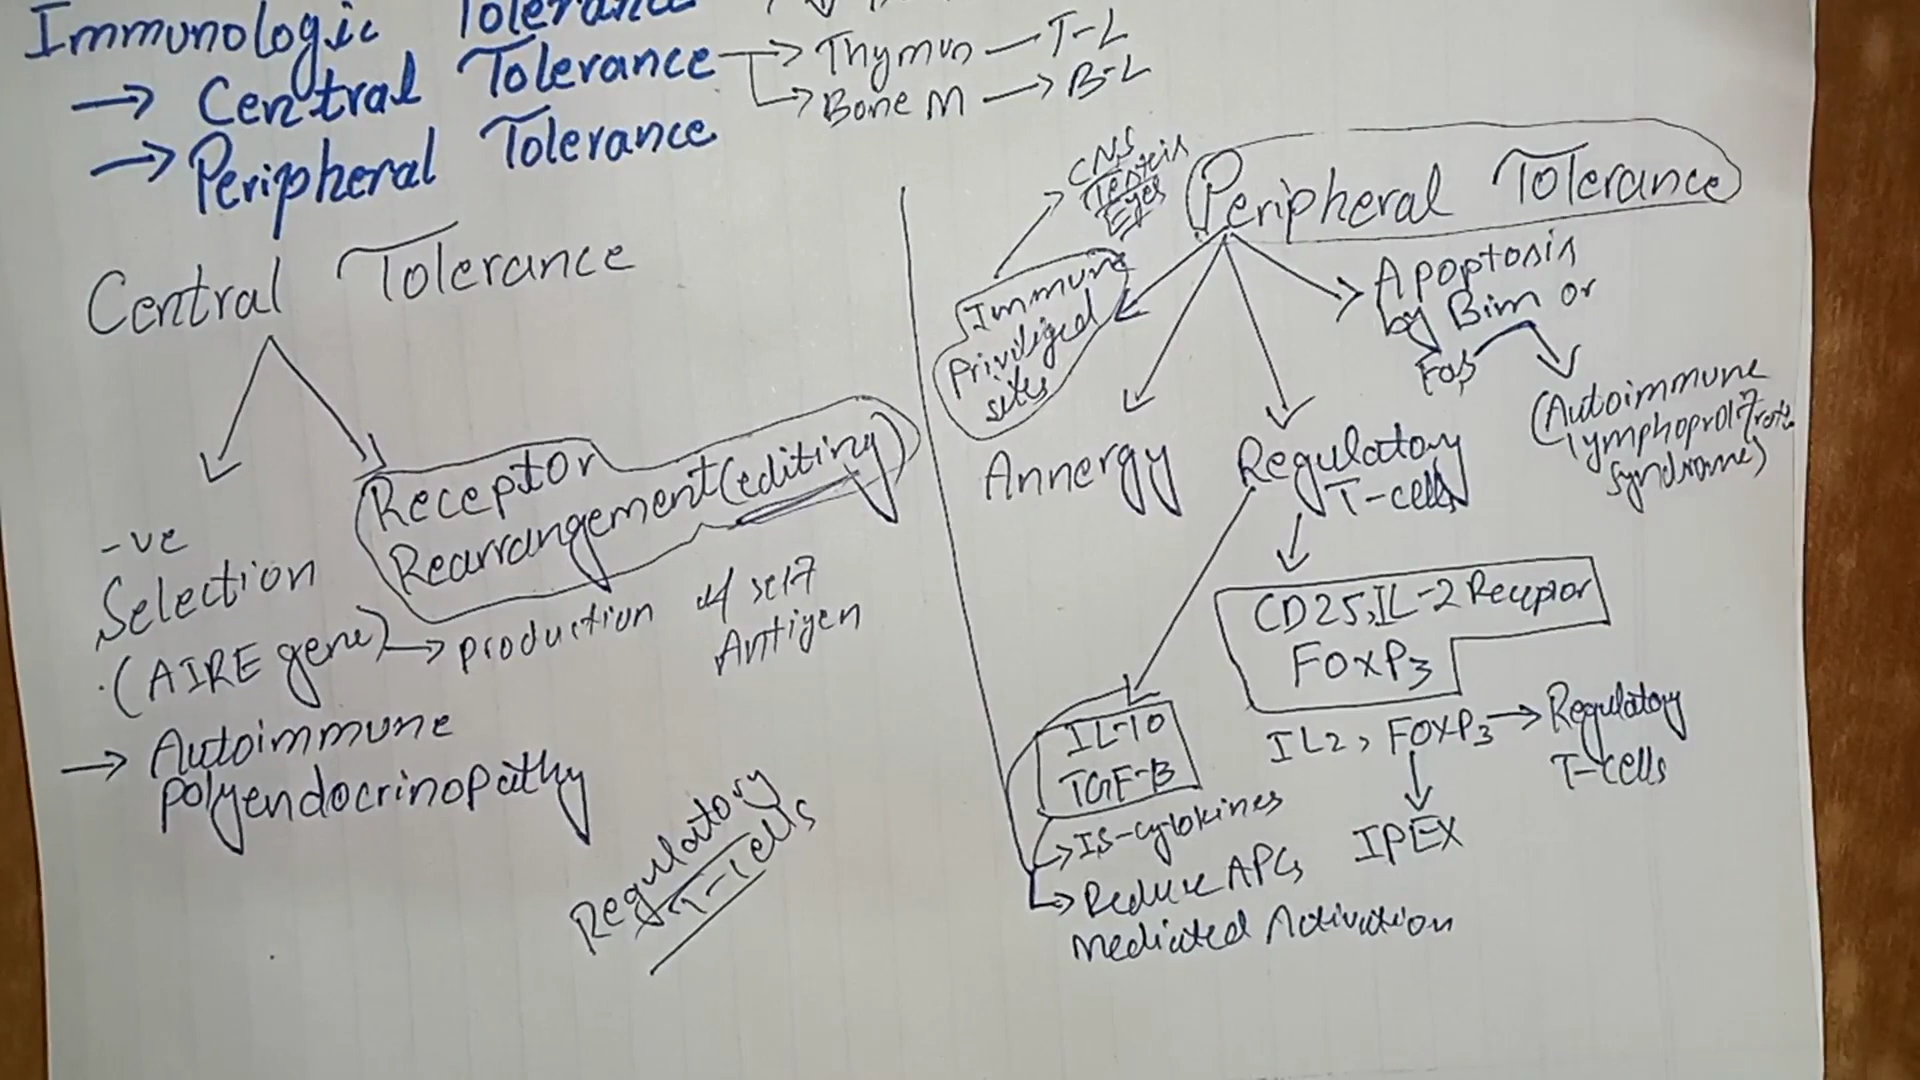 Immunologic Tolerance
→ Central Tolerance → Thymus — T-L
→ Bone M → B-L
→ Peripheral Tolerance
Central Tolerance
-ve
Selection
(AIRE gene) → production of self
Antigen
→ Autoimmune
polyendocrinopathy
Receptor
Rearrangement (editing)
Regulatory
T-cells
Peripheral Tolerance
CNS
Testis
Eyes
Immune
Privileged
sites
Annergy
Regulatory
T-cells
Apoptosis
by Bim or
Fas
(Autoimmune
lymphoproliferative
syndrome)
CD25, IL-2 Receptor
FOXP3
IL2, FOXP3 → Regulatory
T-cells
IPEX
IL-10
TGF-B
→ IS-cytokines
→ Reduce APCs
mediated Activation